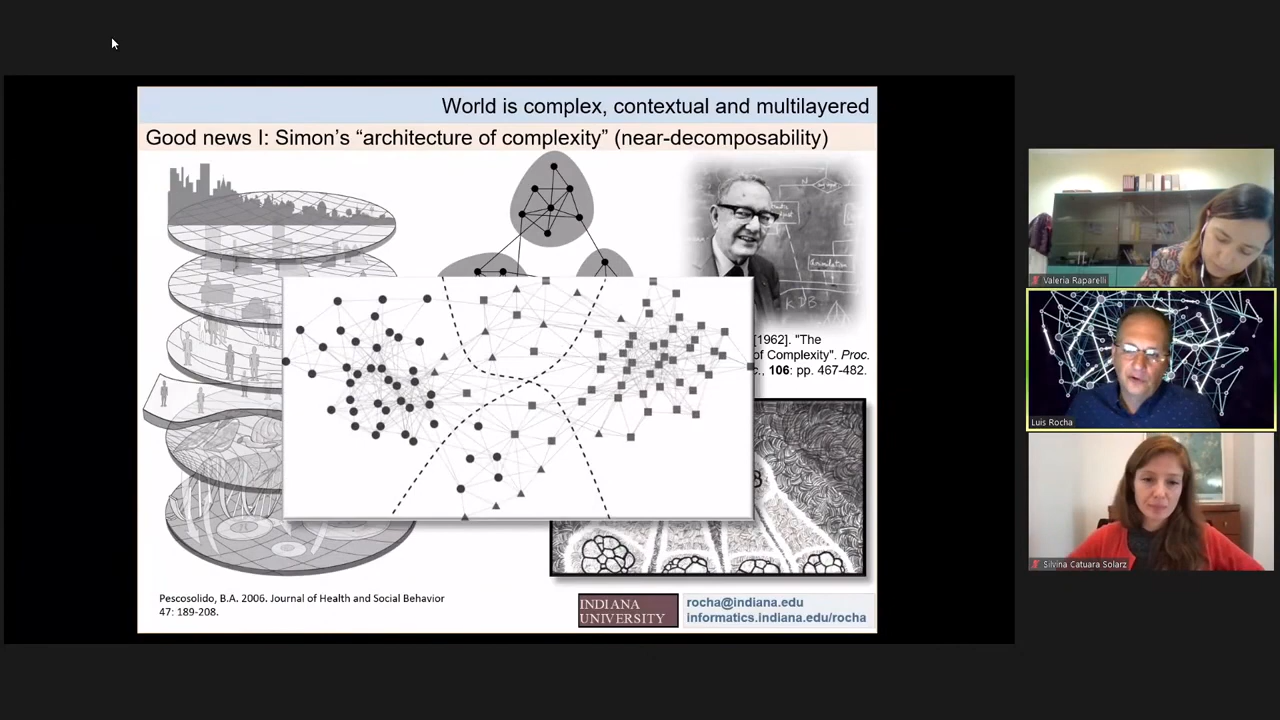 World is complex, contextual and multilayered
Good news I: Simon's “architecture of complexity” (near-decomposability)
[1962]. "The
of Complexity". Proc.
., 106: pp. 467-482.
Pescosolido, B.A. 2006. Journal of Health and Social Behavior
47: 189-208.
INDIANA
UNIVERSITY
rocha@indiana.edu
informatics.indiana.edu/rocha
Valeria Raparelli
Luis Rocha
Silvina Catuara Solarz